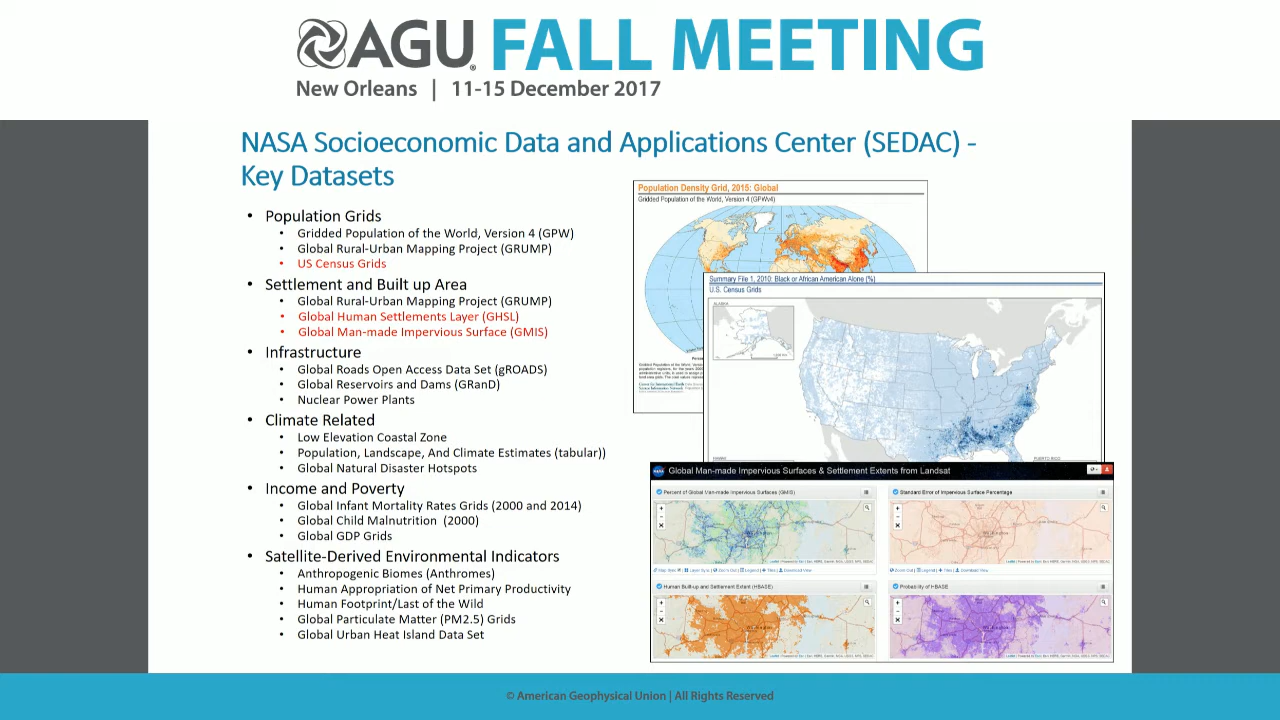 AGU FALL MEETING
New Orleans | 11-15 December 2017
NASA Socioeconomic Data and Applications Center (SEDAC) -
Key Datasets
• Population Grids
• Gridded Population of the World, Version 4 (GPW)
• Global Rural-Urban Mapping Project (GRUMP)
• US Census Grids
• Settlement and Built up Area
• Global Rural-Urban Mapping Project (GRUMP)
• Global Human Settlements Layer (GHSL)
• Global Man-made Impervious Surface (GMIS)
• Infrastructure
• Global Roads Open Access Data Set (gROADS)
• Global Reservoirs and Dams (GRanD)
• Nuclear Power Plants
• Climate Related
• Low Elevation Coastal Zone
• Population, Landscape, And Climate Estimates (tabular))
• Global Natural Disaster Hotspots
• Income and Poverty
• Global Infant Mortality Rates Grids (2000 and 2014)
• Global Child Malnutrition (2000)
• Global GDP Grids
• Satellite-Derived Environmental Indicators
• Anthropogenic Biomes (Anthromes)
• Human Appropriation of Net Primary Productivity
• Human Footprint/Last of the Wild
• Global Particulate Matter (PM2.5) Grids
• Global Urban Heat Island Data Set
Population Density Grid, 2015: Global
Gridded Population of the World, Version 4 (GPWv4)
Summary File 1, 2010: Black or African American Alone (%)
U.S. Census Grids
ALASKA
HAWAII
PUERTO RICO
Global Man-made Impervious Surfaces & Settlement Extents from Landsat
Percent of Global Man-made Impervious Surfaces (GMIS)
Standard Error of Impervious Surface Percentage
Human Built-up and Settlement Extent (HBASE)
Probability of HBASE
© American Geophysical Union | All Rights Reserved